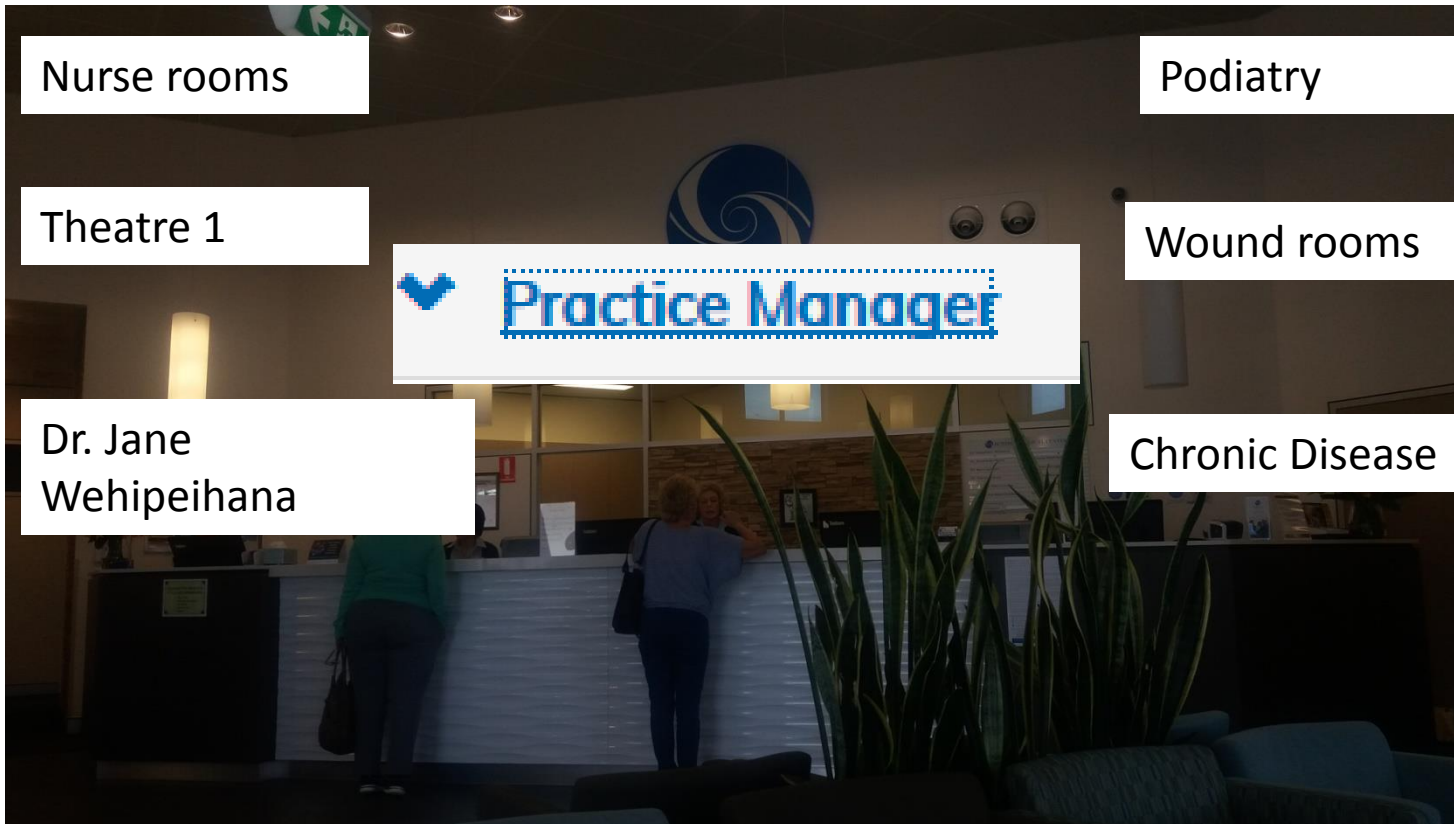 Nurse rooms
Podiatry
Theatre 1
Wound rooms
Practice Manager
Dr. Jane
Wehipeihana
Chronic Disease